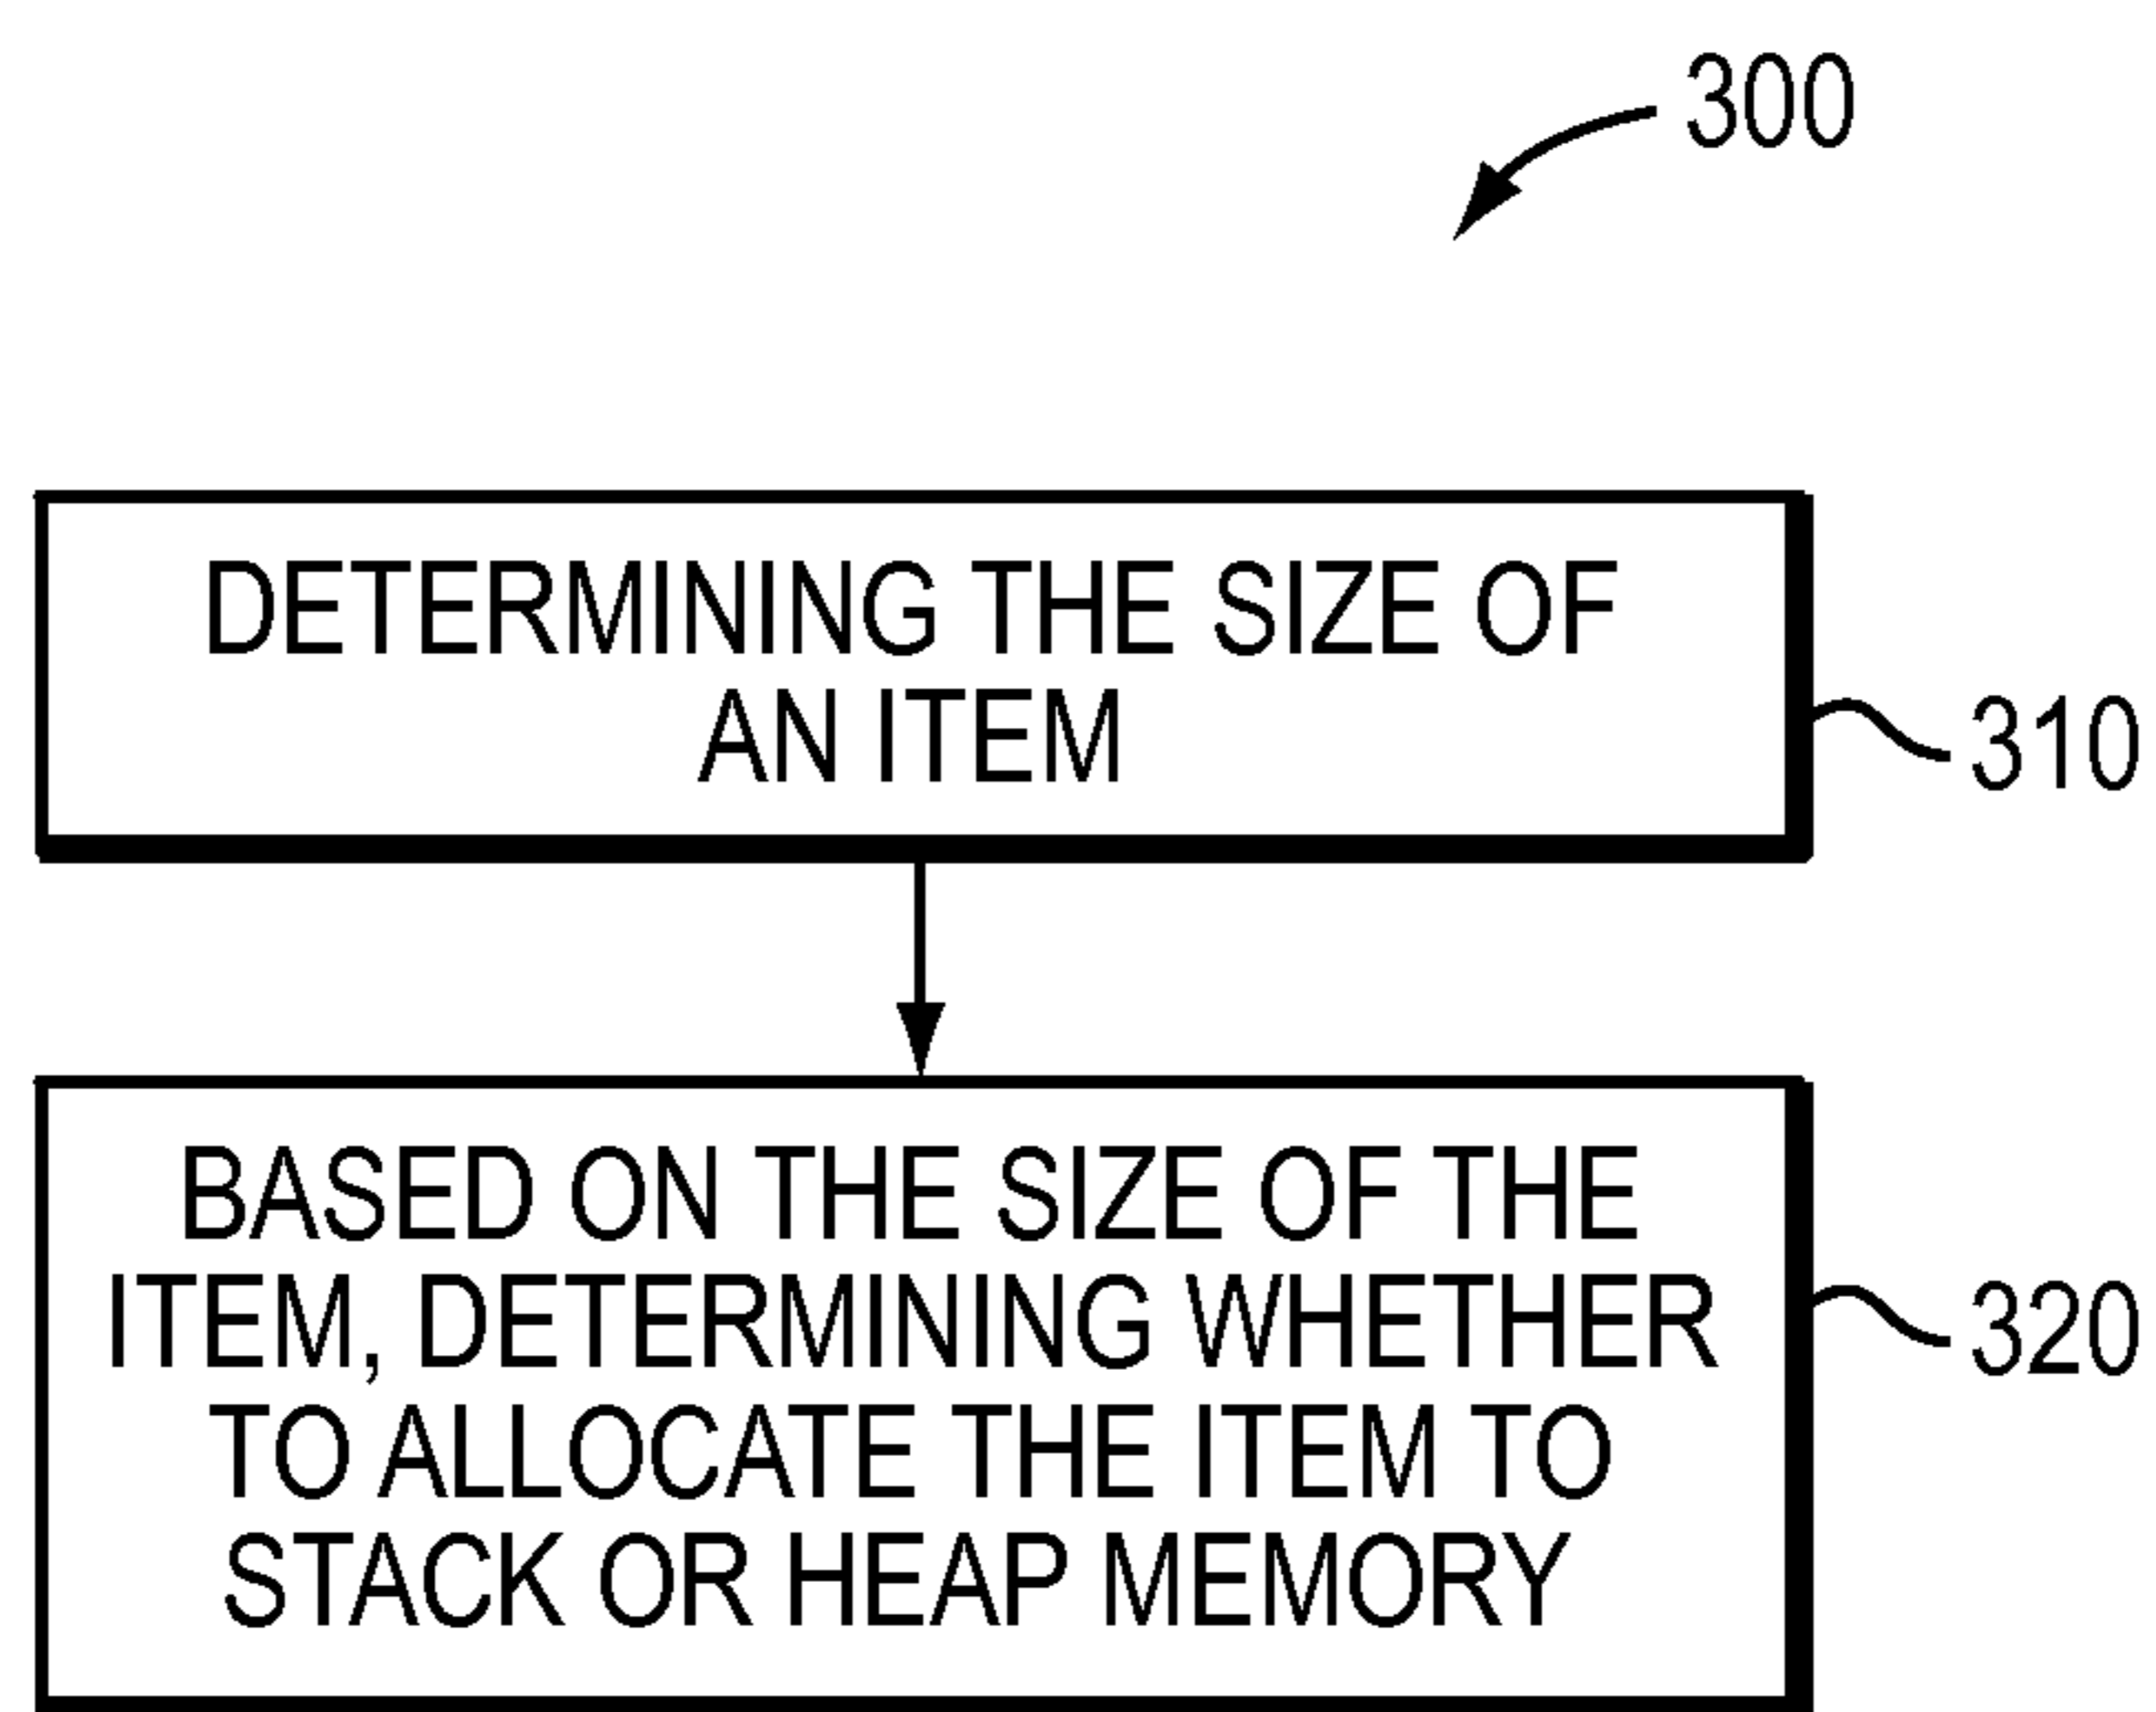 300
DETERMINING THE SIZE OF
AN ITEM
310
BASED ON THE SIZE OF THE
ITEM, DETERMINING WHETHER
TO ALLOCATE THE ITEM TO
STACK OR HEAP MEMORY
320